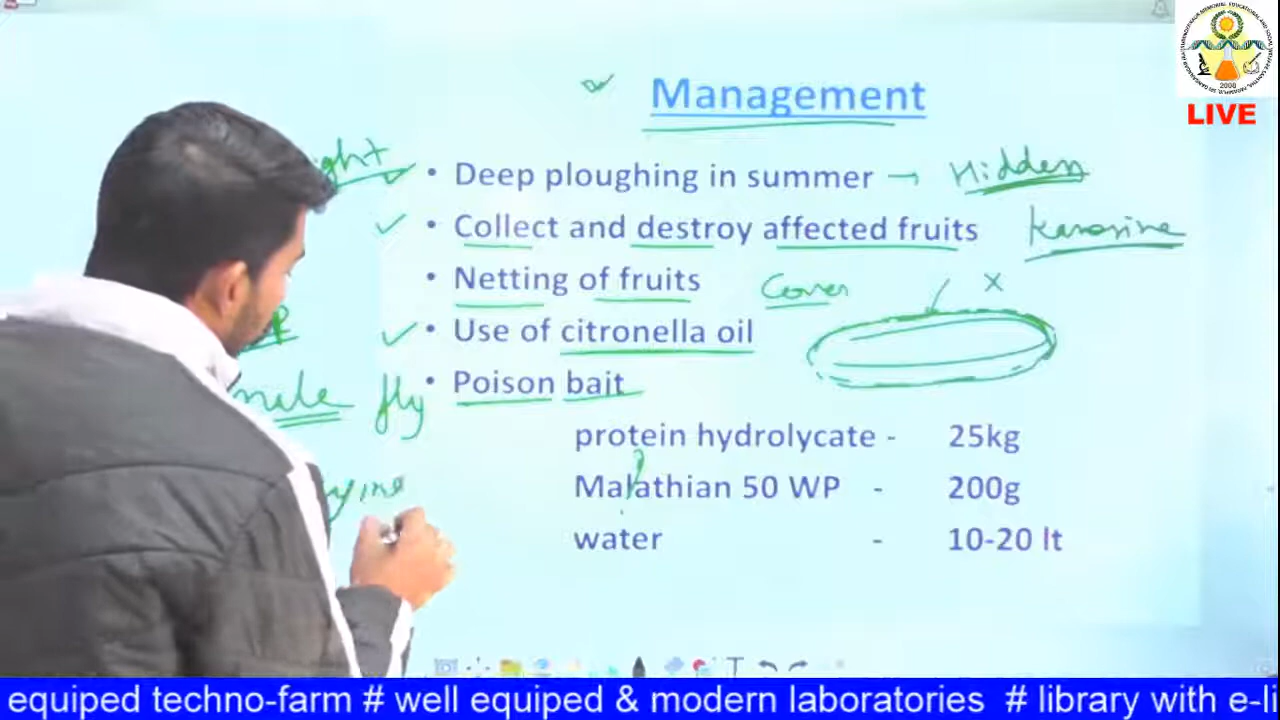 LIVE
Management
• Deep ploughing in summer → Hidden
• Collect and destroy affected fruits Kerosine
• Netting of fruits Cover x
• Use of citronella oil
• Poison bait
fly
protein hydrolycate - 25kg
Malathian 50 WP - 200g
water - 10-20 lt
equiped techno-farm # well equiped & modern laboratories # library with e-li